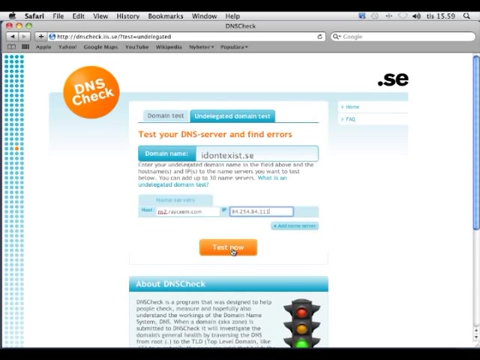 Safari File Edit View History Bookmarks Window Help
tis 15.59
DNSCheck
http://dnscheck.iis.se/?test=undelegated
Google
Apple Yahoo! Google Maps YouTube Wikipedia Nyheter Populära
DNS
Check
.se
Domain test
Undelegated domain test
Home
FAQ
Test your DNS-server and find errors
Domain name:
idontexist.se
Enter your undelegated domain name in the field above and the
hostname(s) and IP(s) to the name servers you want to test
below. You can add up to 30 name servers. What is an
undelegated domain test?
Name servers
Host:
IP:
Add name server
Test now
About DNSCheck
DNSCheck is a program that was designed to help
people check, measure and hopefully also
understand the workings of the Domain Name
System, DNS. When a domain (aka zone) is
submitted to DNSCheck it will investigate the
domain's general health by traversing the DNS
from root (.) to the TLD (Top Level Domain, like